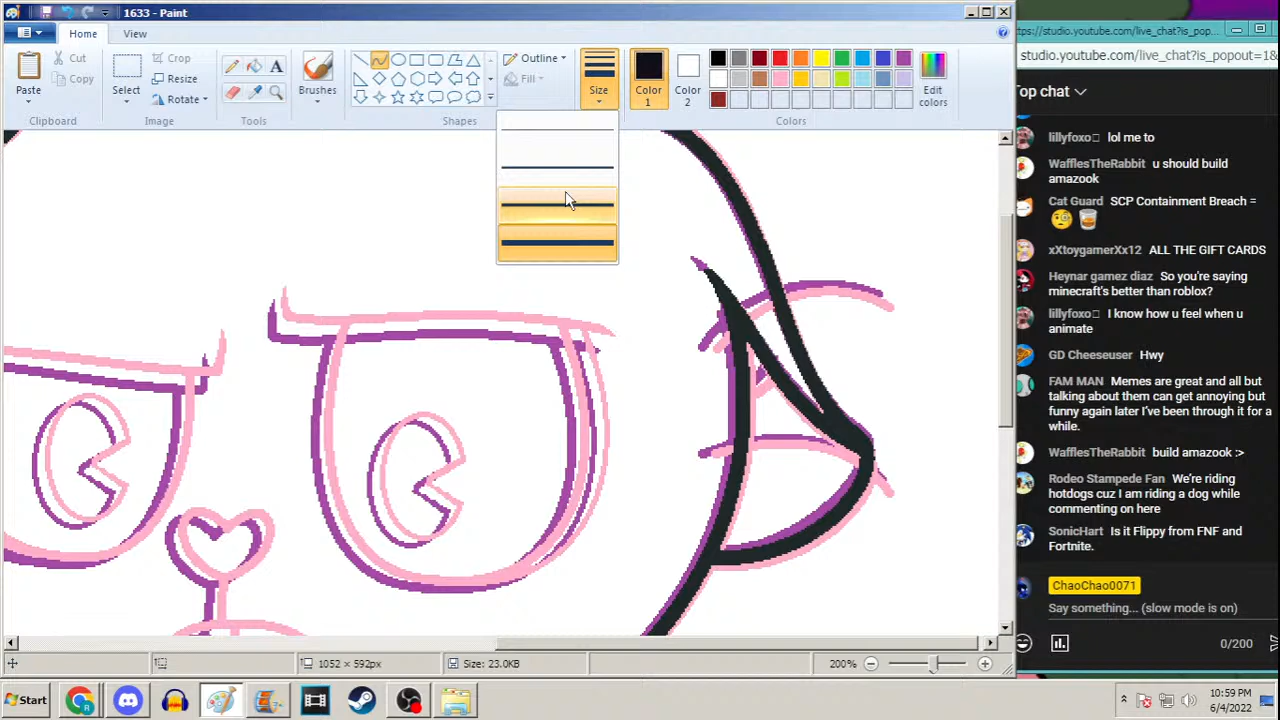 1633 - Paint
ttps://studio.youtube.com/live_chat?is_pop...
Home
View
studio.youtube.com/live_chat?is_popout=1&
Paste
Cut
Copy
Select
Crop
Resize
Rotate
Brushes
Outline
Fill
Size
Color
1
Color
2
Edit
colors
Clipboard
Image
Tools
Shapes
Colors
Top chat
lillyfoxo lol me to
WafflesTheRabbit u should build
amazook
Cat Guard SCP Containment Breach =
xXtoygamerXx12 ALL THE GIFT CARDS
Heynar gamez diaz So you're saying
minecraft's better than roblox?
lillyfoxo I know how u feel when u
animate
GD Cheeseuser Hwy
FAM MAN Memes are great and all but
talking about them can get annoying but
funny again later I've been through it for a
while.
WafflesTheRabbit build amazook :>
Rodeo Stampede Fan We're riding
hotdogs cuz I am riding a dog while
commenting on here
SonicHart Is it Flippy from FNF and
Fortnite.
ChaoChao0071
Say something... (slow mode is on)
0/200
1052 × 592px
Size: 23.0KB
200%
Start
10:59 PM
6/4/2022